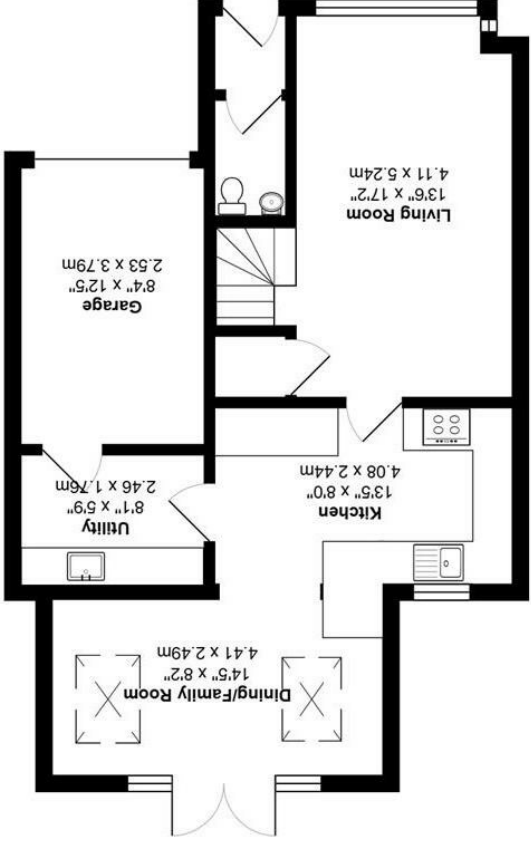 Dining/Family Room
14'5" x 8'2"
4.41 x 2.49m
Utility
8'1" x 5'9"
2.46 x 1.76m
Kitchen
13'5" x 8'0"
4.08 x 2.44m
Garage
8'4" x 12'5"
2.53 x 3.79m
Living Room
13'6" x 17'2"
4.11 x 5.24m